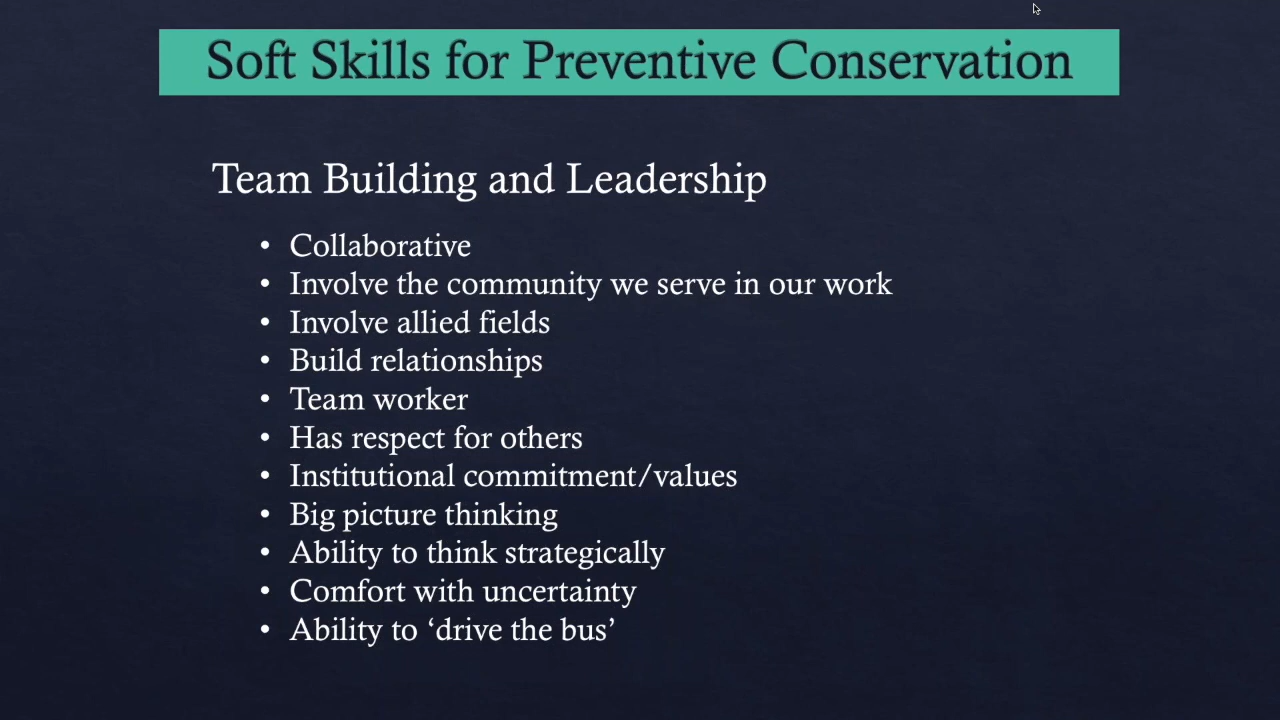 Soft Skills for Preventive Conservation
Team Building and Leadership
• Collaborative
• Involve the community we serve in our work
• Involve allied fields
• Build relationships
• Team worker
• Has respect for others
• Institutional commitment/values
• Big picture thinking
• Ability to think strategically
• Comfort with uncertainty
• Ability to ‘drive the bus’